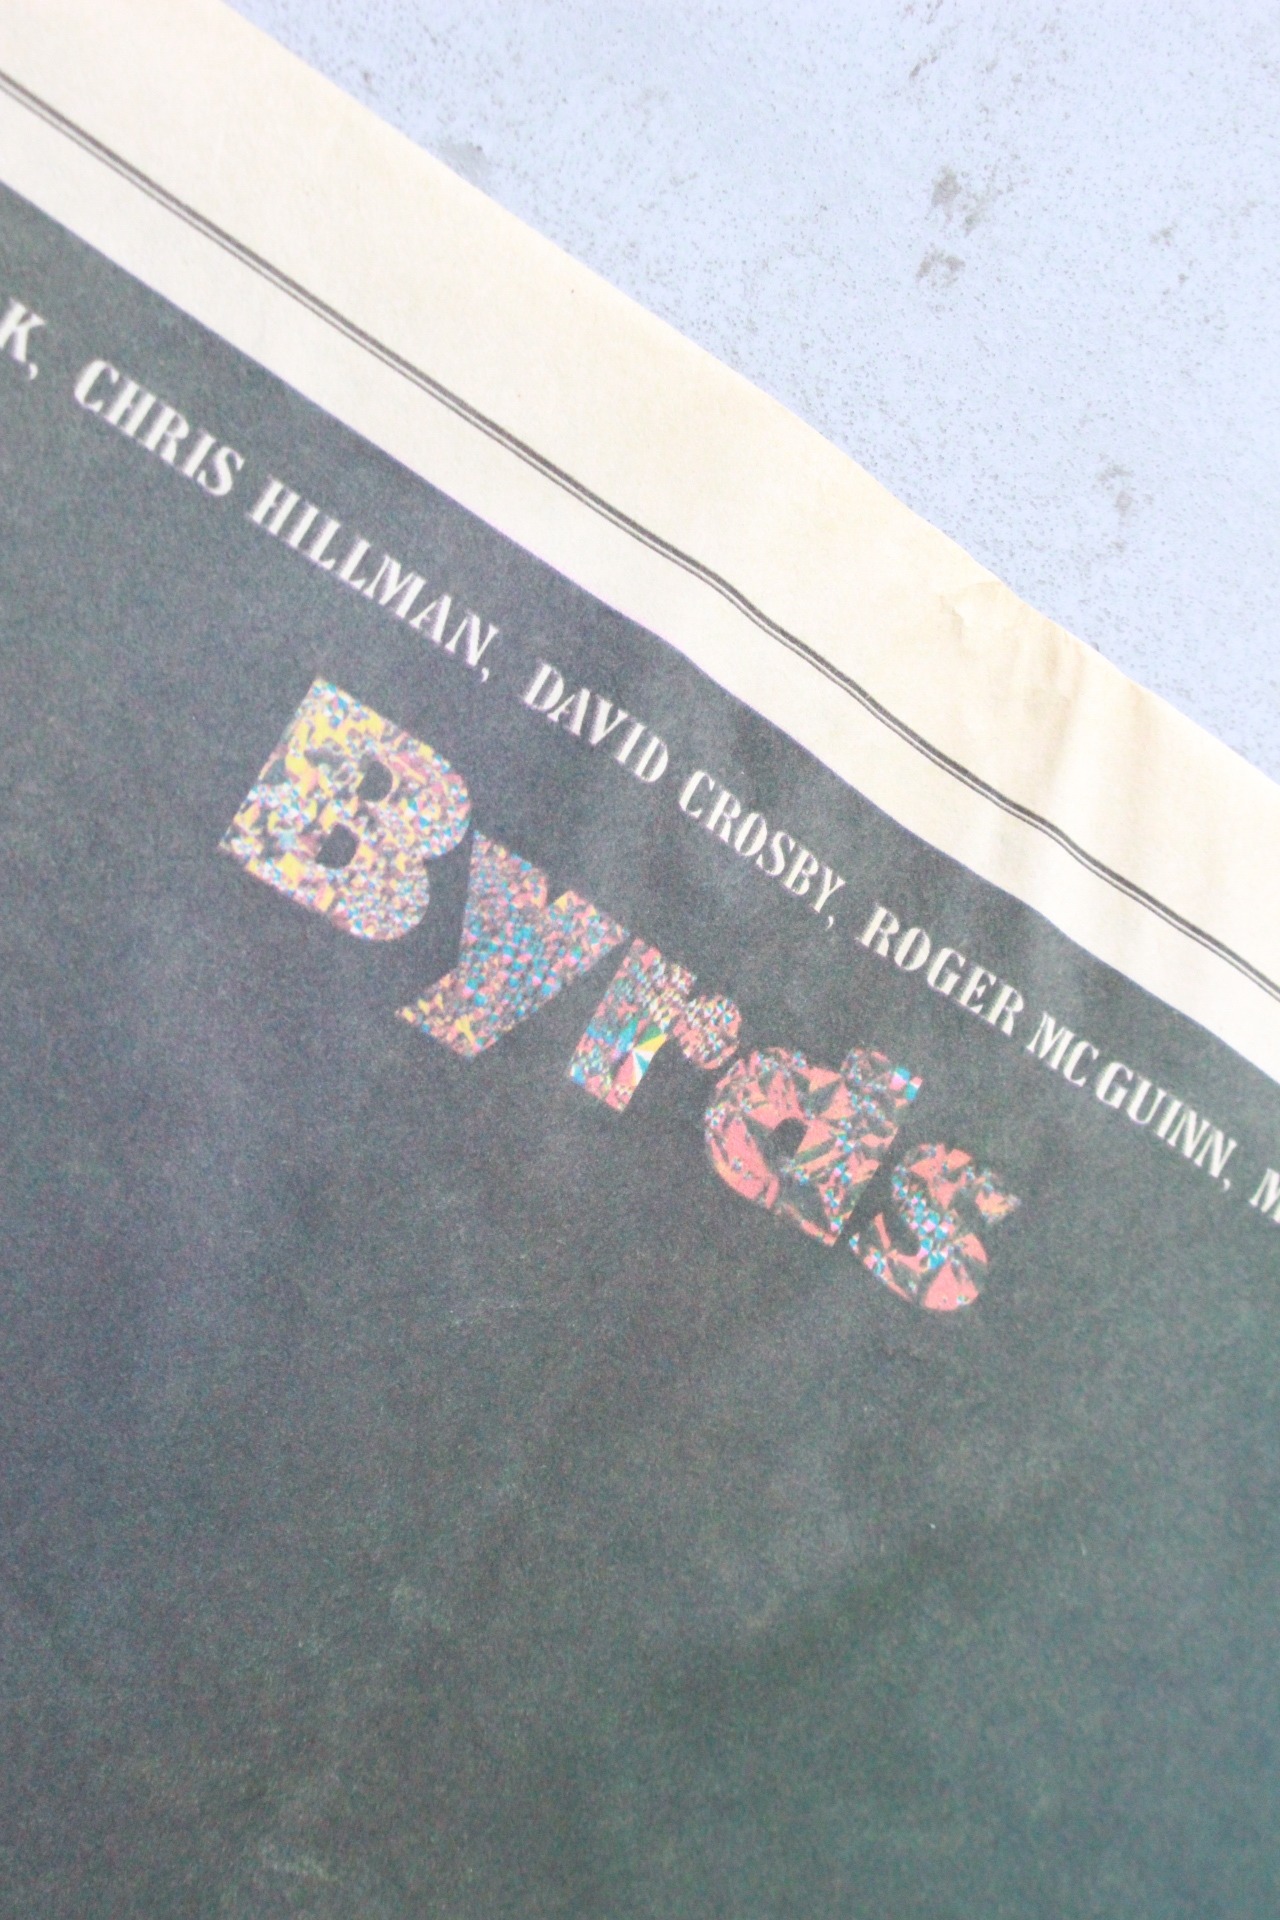 K, CHRIS HILLMAN, DAVID CROSBY, ROGER MCGUINN, M
Byrds